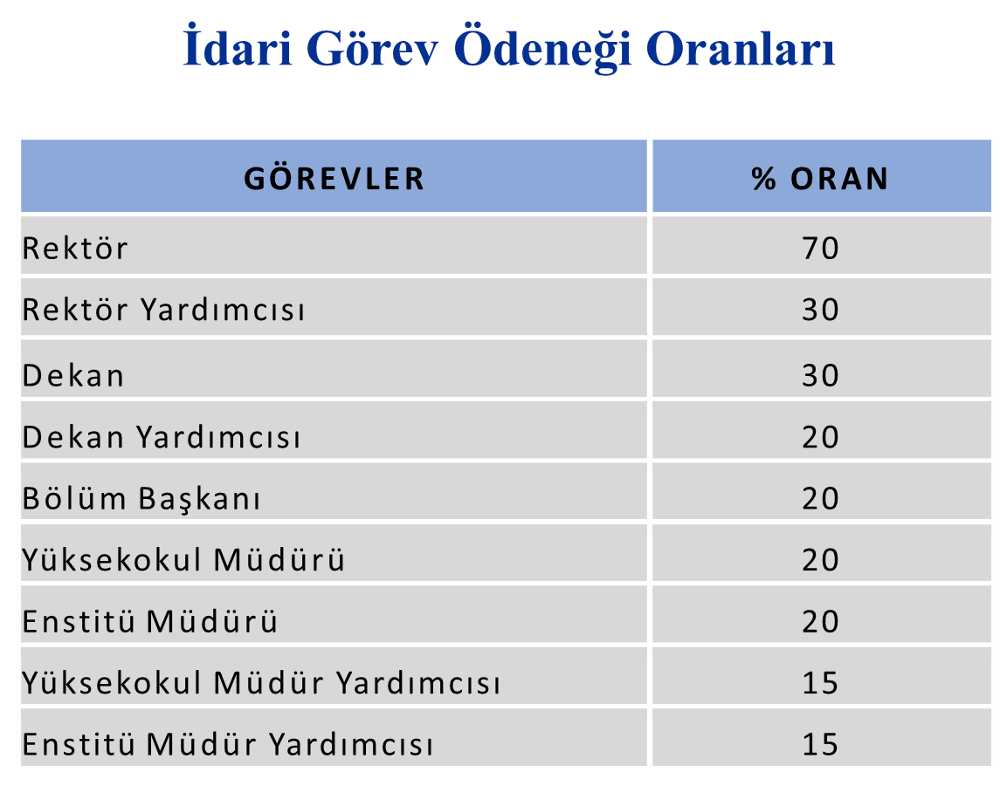 İdari Görev Ödeneği Oranları
GÖREVLER % ORAN
Rektör 70
Rektör Yardımcısı 30
Dekan 30
Dekan Yardımcısı 20
Bölüm Başkanı 20
Yüksekokul Müdürü 20
Enstitü Müdürü 20
Yüksekokul Müdür Yardımcısı 15
Enstitü Müdür Yardımcısı 15